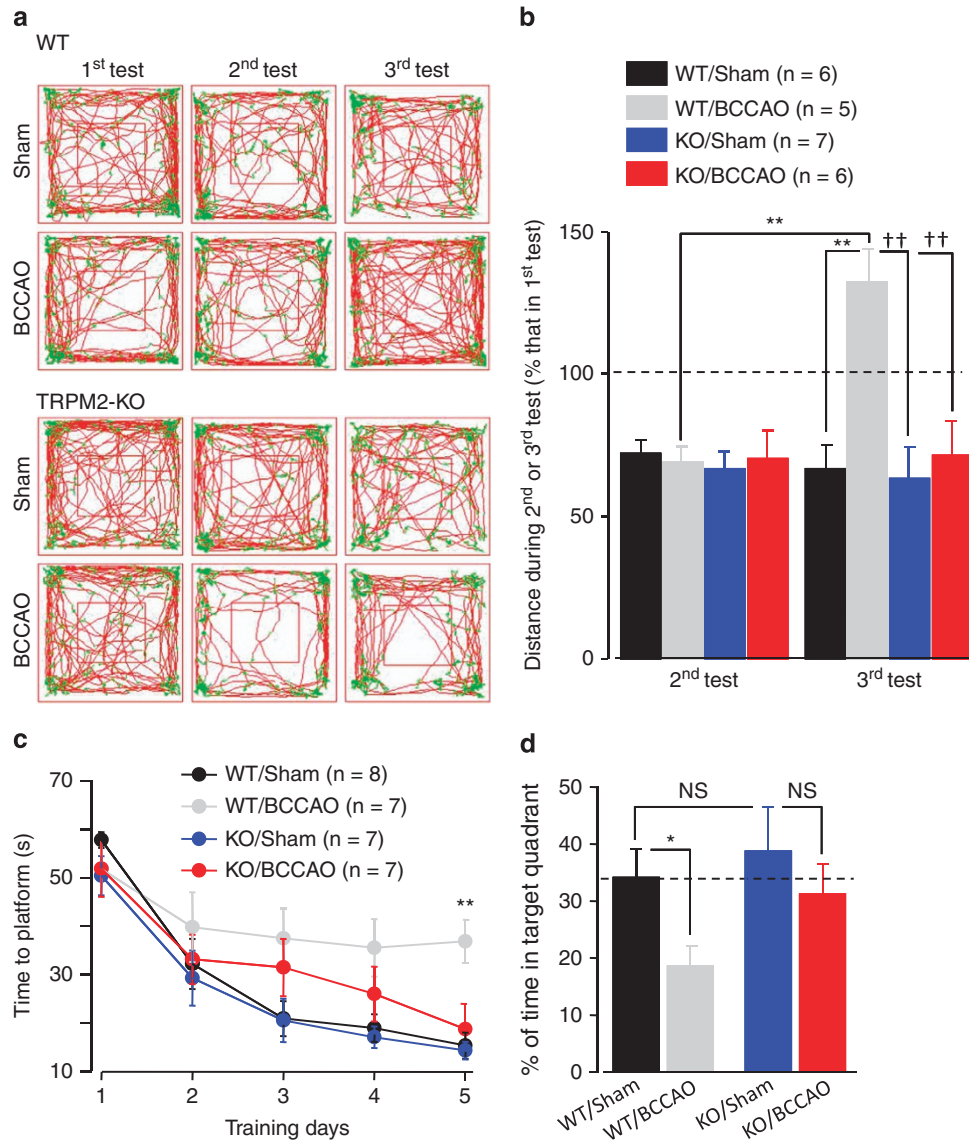 a
WT
1st test
2nd test
3rd test
Sham
BCCAO
TRPM2-KO
Sham
BCCAO
b
WT/Sham (n = 6)
WT/BCCAO (n = 5)
KO/Sham (n = 7)
KO/BCCAO (n = 6)
Distance during 2nd or 3rd test (% that in 1st test)
150
100
50
0
**
**
††
††
2nd test
3rd test
c
WT/Sham (n = 8)
WT/BCCAO (n = 7)
KO/Sham (n = 7)
KO/BCCAO (n = 7)
Time to platform (s)
70
50
30
10
**
1 2 3 4 5
Training days
d
% of time in target quadrant
50
40
30
20
10
0
NS
NS
*
WT/Sham
WT/BCCAO
KO/Sham
KO/BCCAO